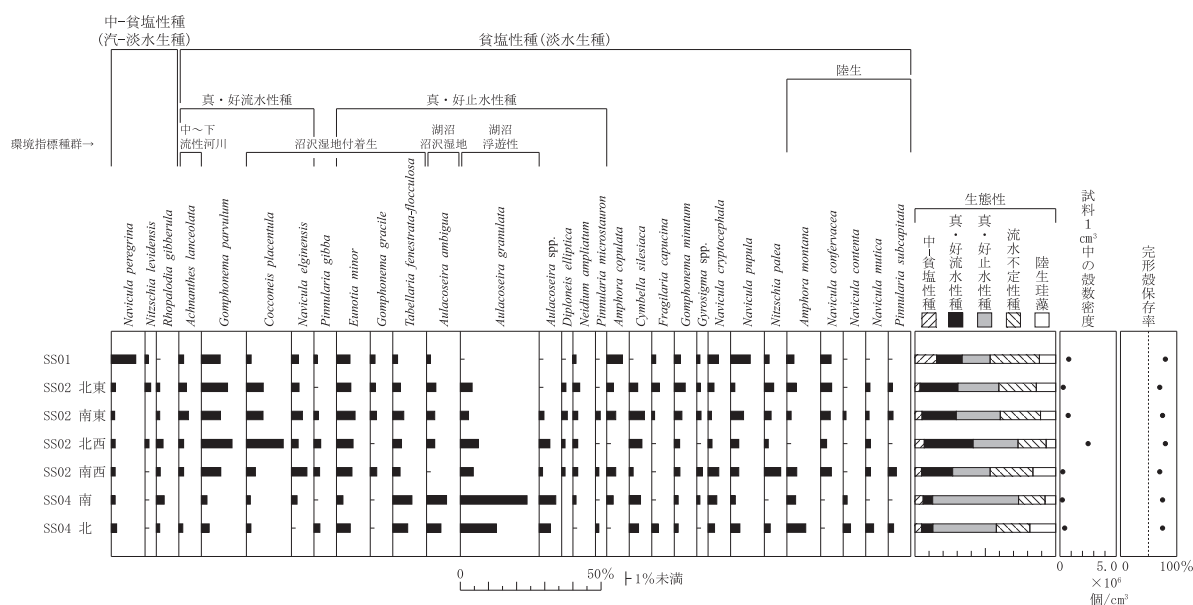 中−貧塩性種
(汽−淡水生種)
貧塩性種(淡水生種)
陸生
真・好流水性種
真・好止水性種
環境指標種群→
中～下
流性河川
沼沢湿地付着生
湖沼
沼沢湿地
湖沼
浮遊性
Navicula peregrina
Nitzschia levidensis
Rhopalodia gibberula
Achnanthes lanceolata
Gomphonema parvulum
Cocconeis placentula
Navicula elginensis
Pinnularia gibba
Eunotia minor
Gomphonema gracile
Tabellaria fenestrata-flocculosa
Aulacoseira ambigua
Aulacoseira granulata
Aulacoseira spp.
Diploneis elliptica
Neidium ampliatum
Pinnularia microstauron
Amphora copulata
Cymbella silesiaca
Fragilaria capucina
Gomphonema minutum
Gyrosigma spp.
Navicula cryptocephala
Navicula pupula
Nitzschia palea
Amphora montana
Navicula confervacea
Navicula contenta
Navicula mutica
Pinnularia subcapitata
生態性
中−貧塩性種
真・好流水性種
真・好止水性種
流水不定性種
陸生珪藻
試料1cm³中の殻数密度
完形殻保存率
SS01
SS02 北東
SS02 南東
SS02 北西
SS02 南西
SS04 南
SS04 北
0 50%
├ 1%未満
0 5.0
×10⁶
個/cm³
0 100%